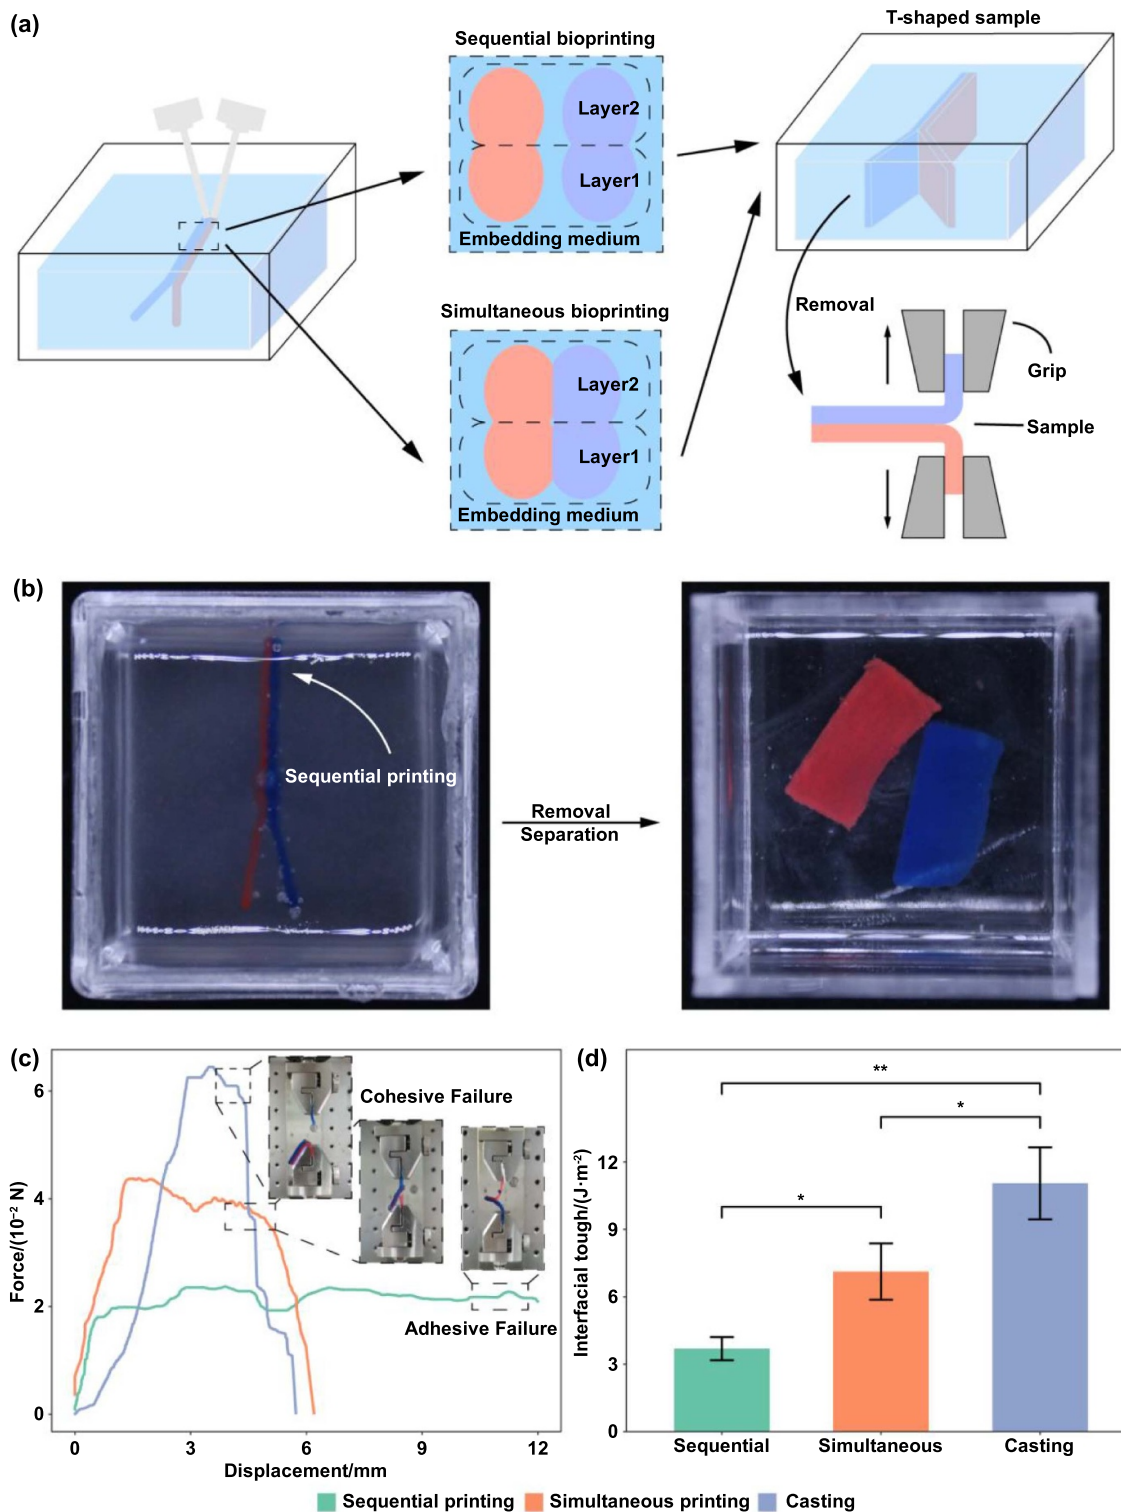 (a)
T-shaped sample
Sequential bioprinting
Layer2
Layer1
Embedding medium
Simultaneous bioprinting
Layer2
Layer1
Embedding medium
Removal
Grip
Sample
(b)
Sequential printing
Removal
Separation
(c)
Force/(10⁻² N)
6
4
2
0
0
3
6
9
12
Displacement/mm
Cohesive Failure
Adhesive Failure
(d)
Interfacial tough/(J·m⁻²)
12
9
6
3
0
**
*
*
Sequential
Simultaneous
Casting
Sequential printing
Simultaneous printing
Casting